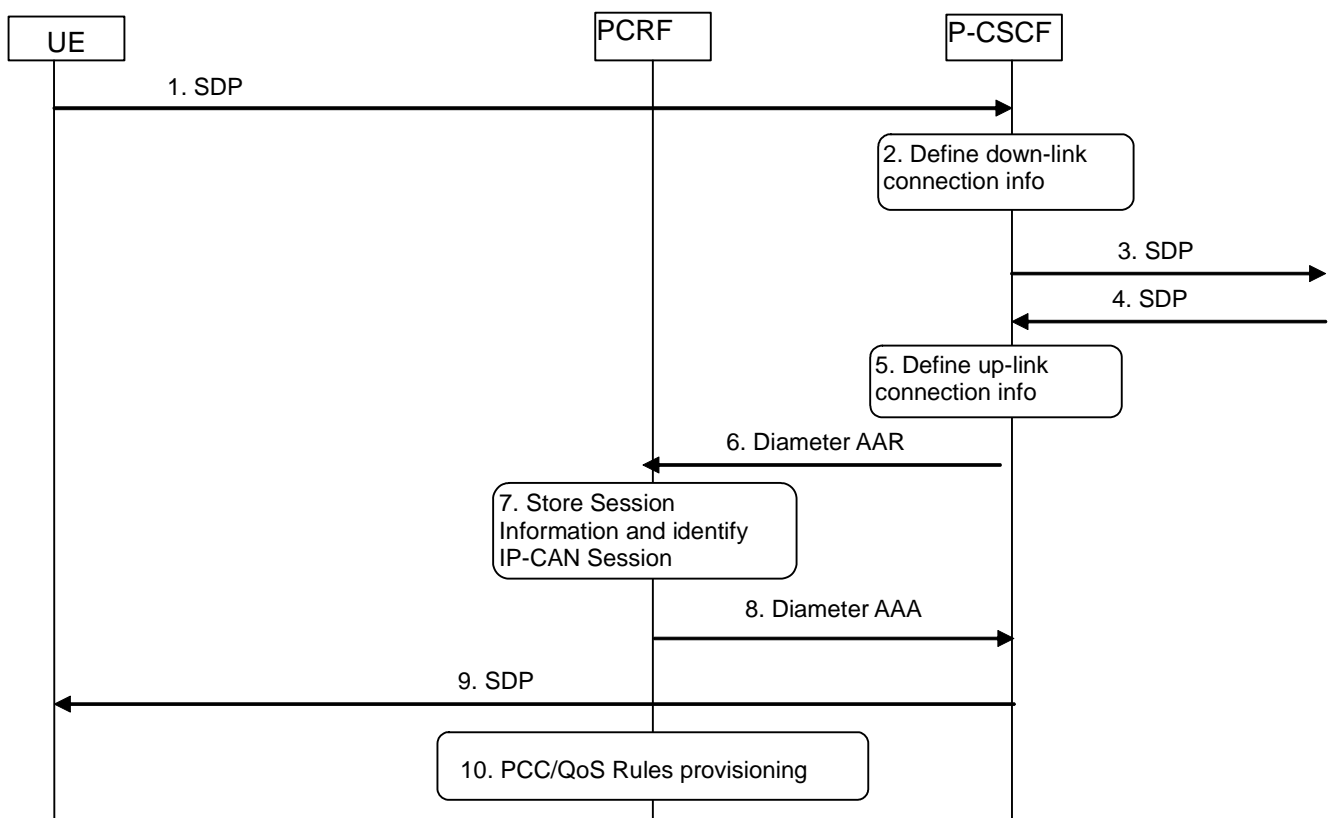 UE
PCRF
P-CSCF
1. SDP
2. Define down-link
connection info
3. SDP
4. SDP
5. Define up-link
connection info
6. Diameter AAR
7. Store Session
Information and identify
IP-CAN Session
8. Diameter AAA
9. SDP
10. PCC/QoS Rules provisioning